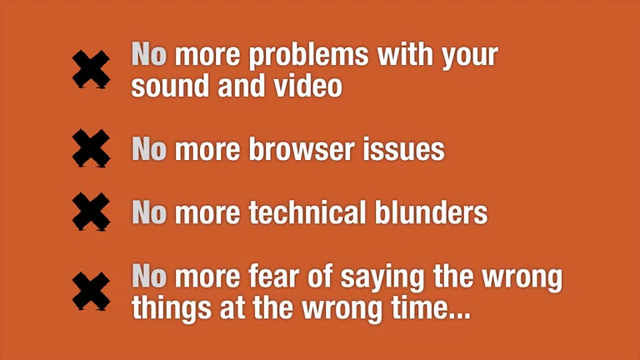 No more problems with your
sound and video
No more browser issues
No more technical blunders
No more fear of saying the wrong
things at the wrong time...